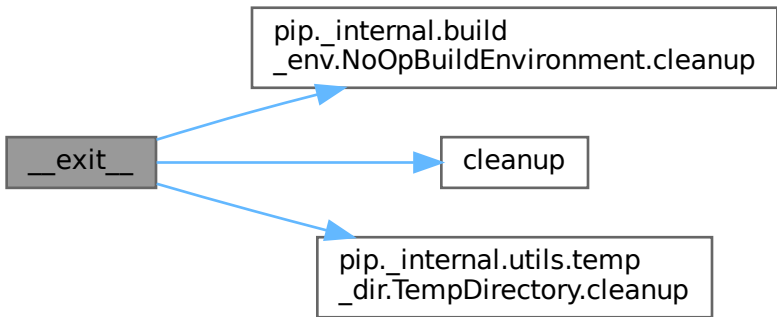 pip._internal.build
_env.NoOpBuildEnvironment.cleanup
__exit__
cleanup
pip._internal.utils.temp
_dir.TempDirectory.cleanup